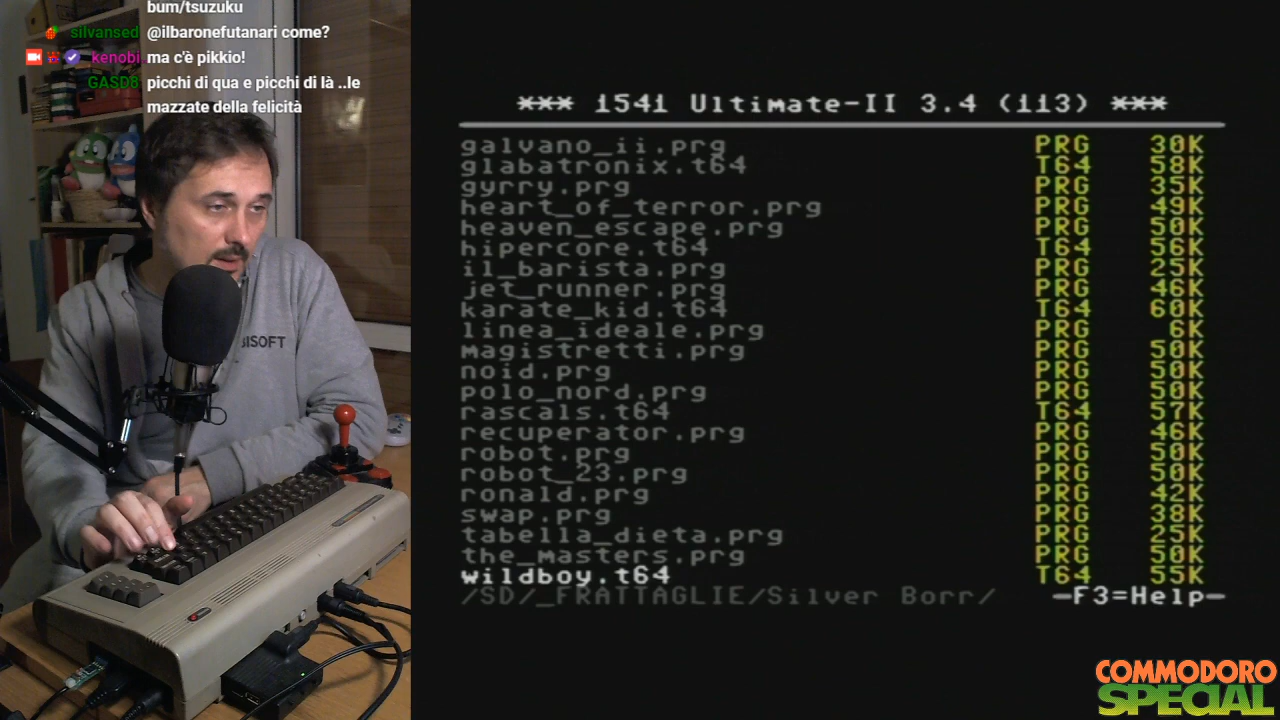 bum/tsuzuku
silvansed @ilbaronefutanari come?
kenobi ma c'è pikkio!
GASD8 picchi di qua e picchi di là ..le
mazzate della felicità
BISOFT
*** 1541 Ultimate-II 3.4 (113) ***
galvano_ii.prg PRG 30K
glabatronix.t64 T64 58K
gyrry.prg PRG 35K
heart_of_terror.prg PRG 49K
heaven_escape.prg PRG 50K
hipercore.t64 T64 56K
il_barista.prg PRG 25K
jet_runner.prg PRG 46K
karate_kid.t64 T64 60K
linea_ideale.prg PRG 6K
magistretti.prg PRG 50K
noid.prg PRG 50K
polo_nord.prg PRG 50K
rascals.t64 T64 57K
recuperator.prg PRG 46K
robot.prg PRG 50K
robot_23.prg PRG 50K
ronald.prg PRG 42K
swap.prg PRG 38K
tabella_dieta.prg PRG 25K
the_masters.prg PRG 50K
wildboy.t64 T64 55K
/SD/_FRATTAGLIE/Silver Borr/ F3=Help
COMMODORO
SPECIAL